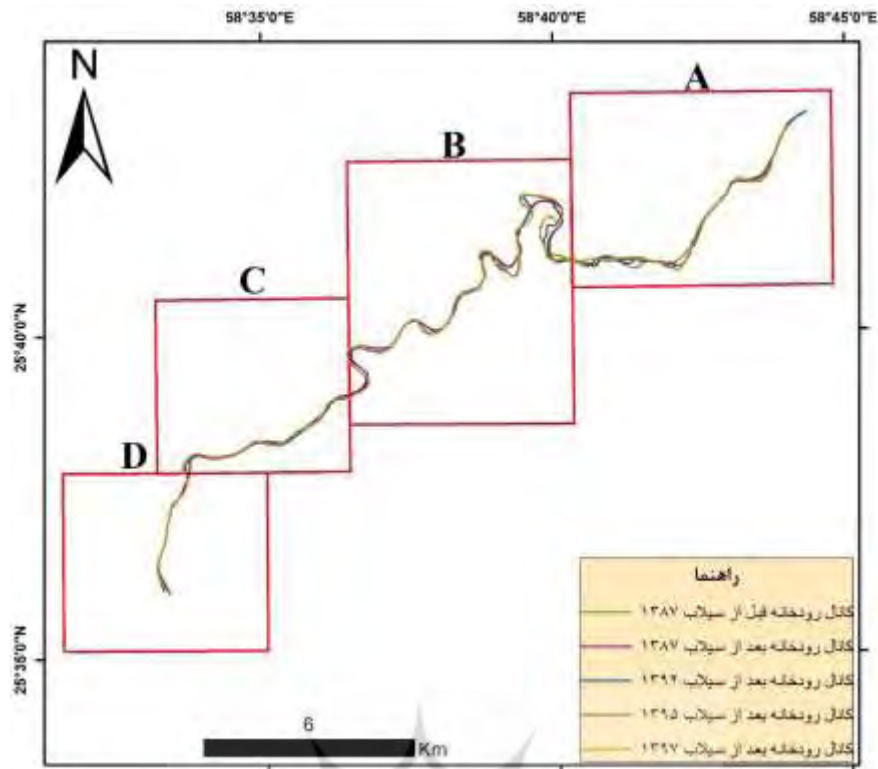 58°35'0"E 58°40'0"E 58°45'0"E
N
A
B
C
D
25°40'0"N
25°35'0"N
راهنما
کانال رودخانه قبل از سیلاب ۱۳۸۷
کانال رودخانه بعد از سیلاب ۱۳۸۷
کانال رودخانه بعد از سیلاب ۱۳۹۲
کانال رودخانه بعد از سیلاب ۱۳۹۵
کانال رودخانه بعد از سیلاب ۱۳۹۷
6
Km